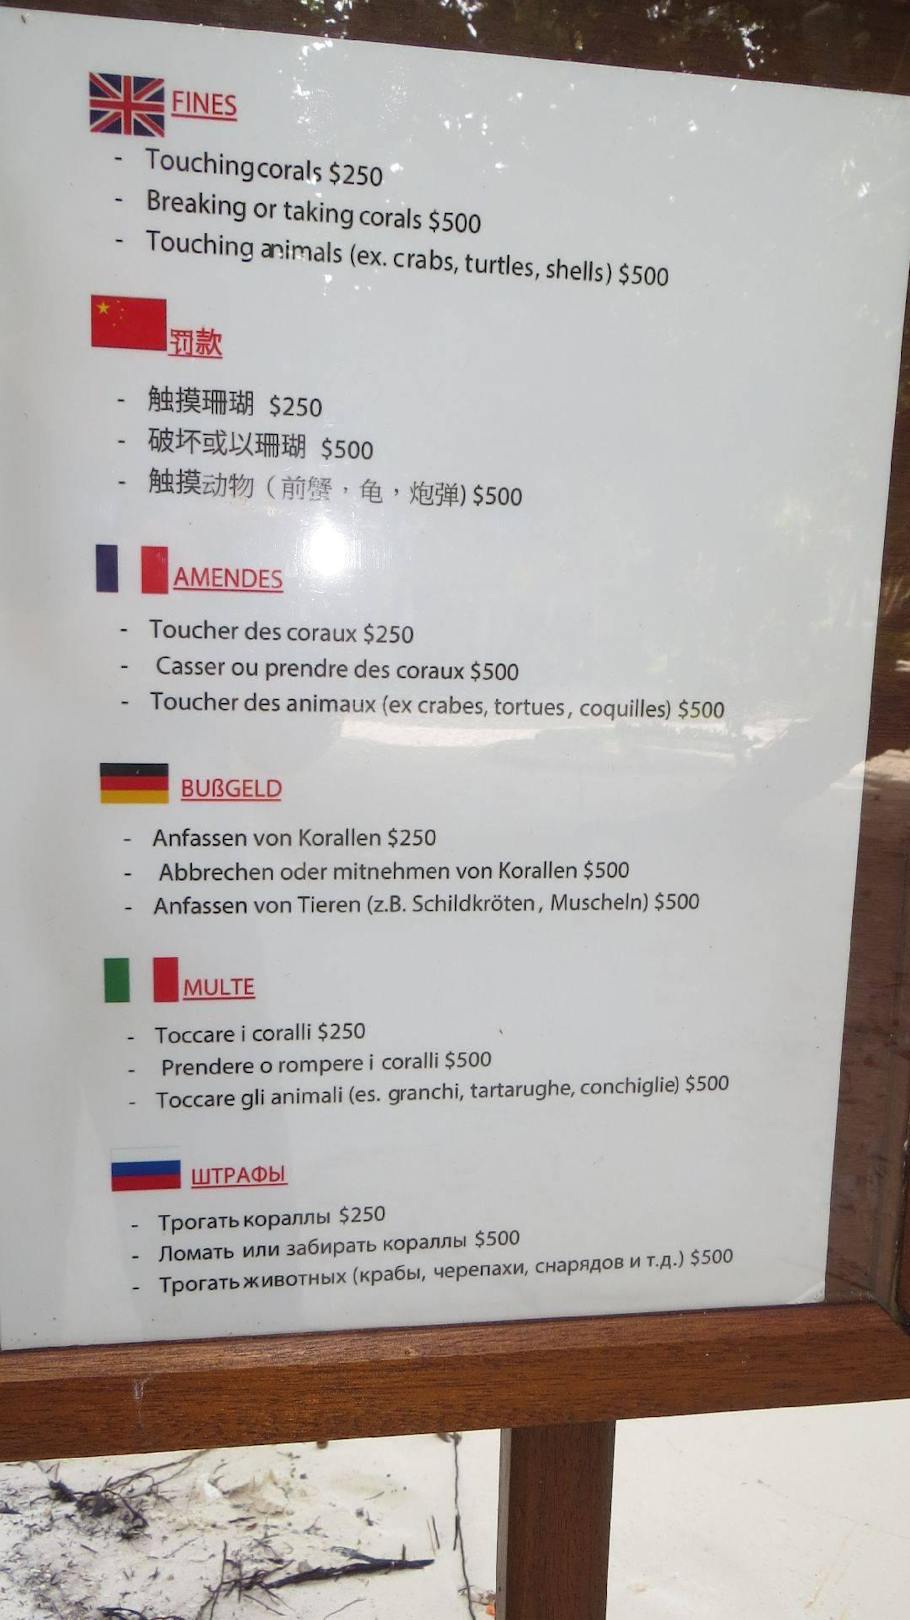 FINES
- Touchingcorals $250
- Breaking or taking corals $500
- Touching animals (ex. crabs, turtles, shells) $500
罚款
- 触摸珊瑚 $250
- 破坏或以珊瑚 $500
- 触摸动物（前蟹，龟，炮弹) $500
AMENDES
- Toucher des coraux $250
- Casser ou prendre des coraux $500
- Toucher des animaux (ex crabes, tortues, coquilles) $500
BUßGELD
- Anfassen von Korallen $250
- Abbrechen oder mitnehmen von Korallen $500
- Anfassen von Tieren (z.B. Schildkröten, Muscheln) $500
MULTE
- Toccare i coralli $250
- Prendere o rompere i coralli $500
- Toccare gli animali (es. granchi, tartarughe, conchiglie) $500
ШТРАФЫ
- Трогать кораллы $250
- Ломать или забирать кораллы $500
- Трогать животных (крабы, черепахи, снарядов и т.д.) $500